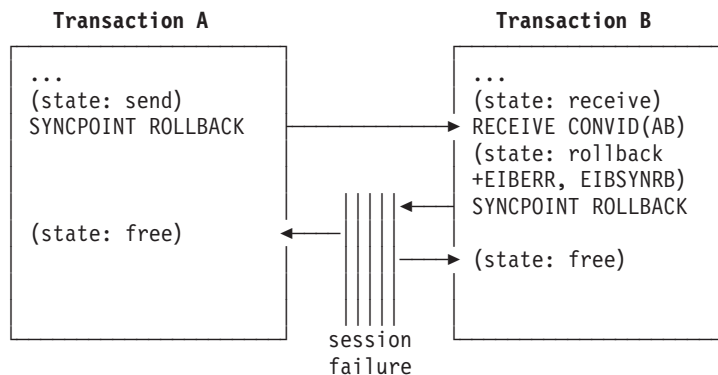 Transaction A
Transaction B
...
(state: send)
SYNCPOINT ROLLBACK
(state: free)
...
(state: receive)
RECEIVE CONVID(AB)
(state: rollback
+EIBERR, EIBSYNRB)
SYNCPOINT ROLLBACK
(state: free)
session
failure